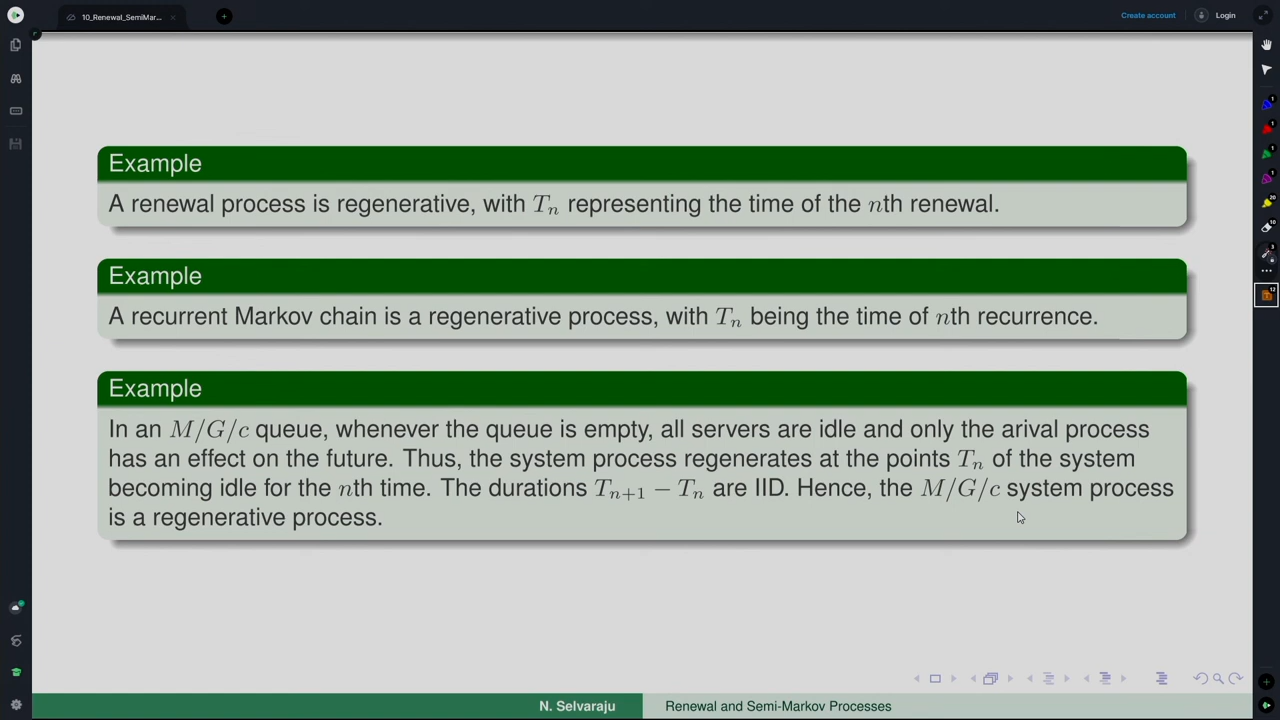 10_Renewal_SemiMar...
Create account
Login
Example
A renewal process is regenerative, with Tn representing the time of the nth renewal.
Example
A recurrent Markov chain is a regenerative process, with Tn being the time of nth recurrence.
Example
In an M/G/c queue, whenever the queue is empty, all servers are idle and only the arival process
has an effect on the future. Thus, the system process regenerates at the points Tn of the system
becoming idle for the nth time. The durations Tn+1 − Tn are IID. Hence, the M/G/c system process
is a regenerative process.
N. Selvaraju
Renewal and Semi-Markov Processes